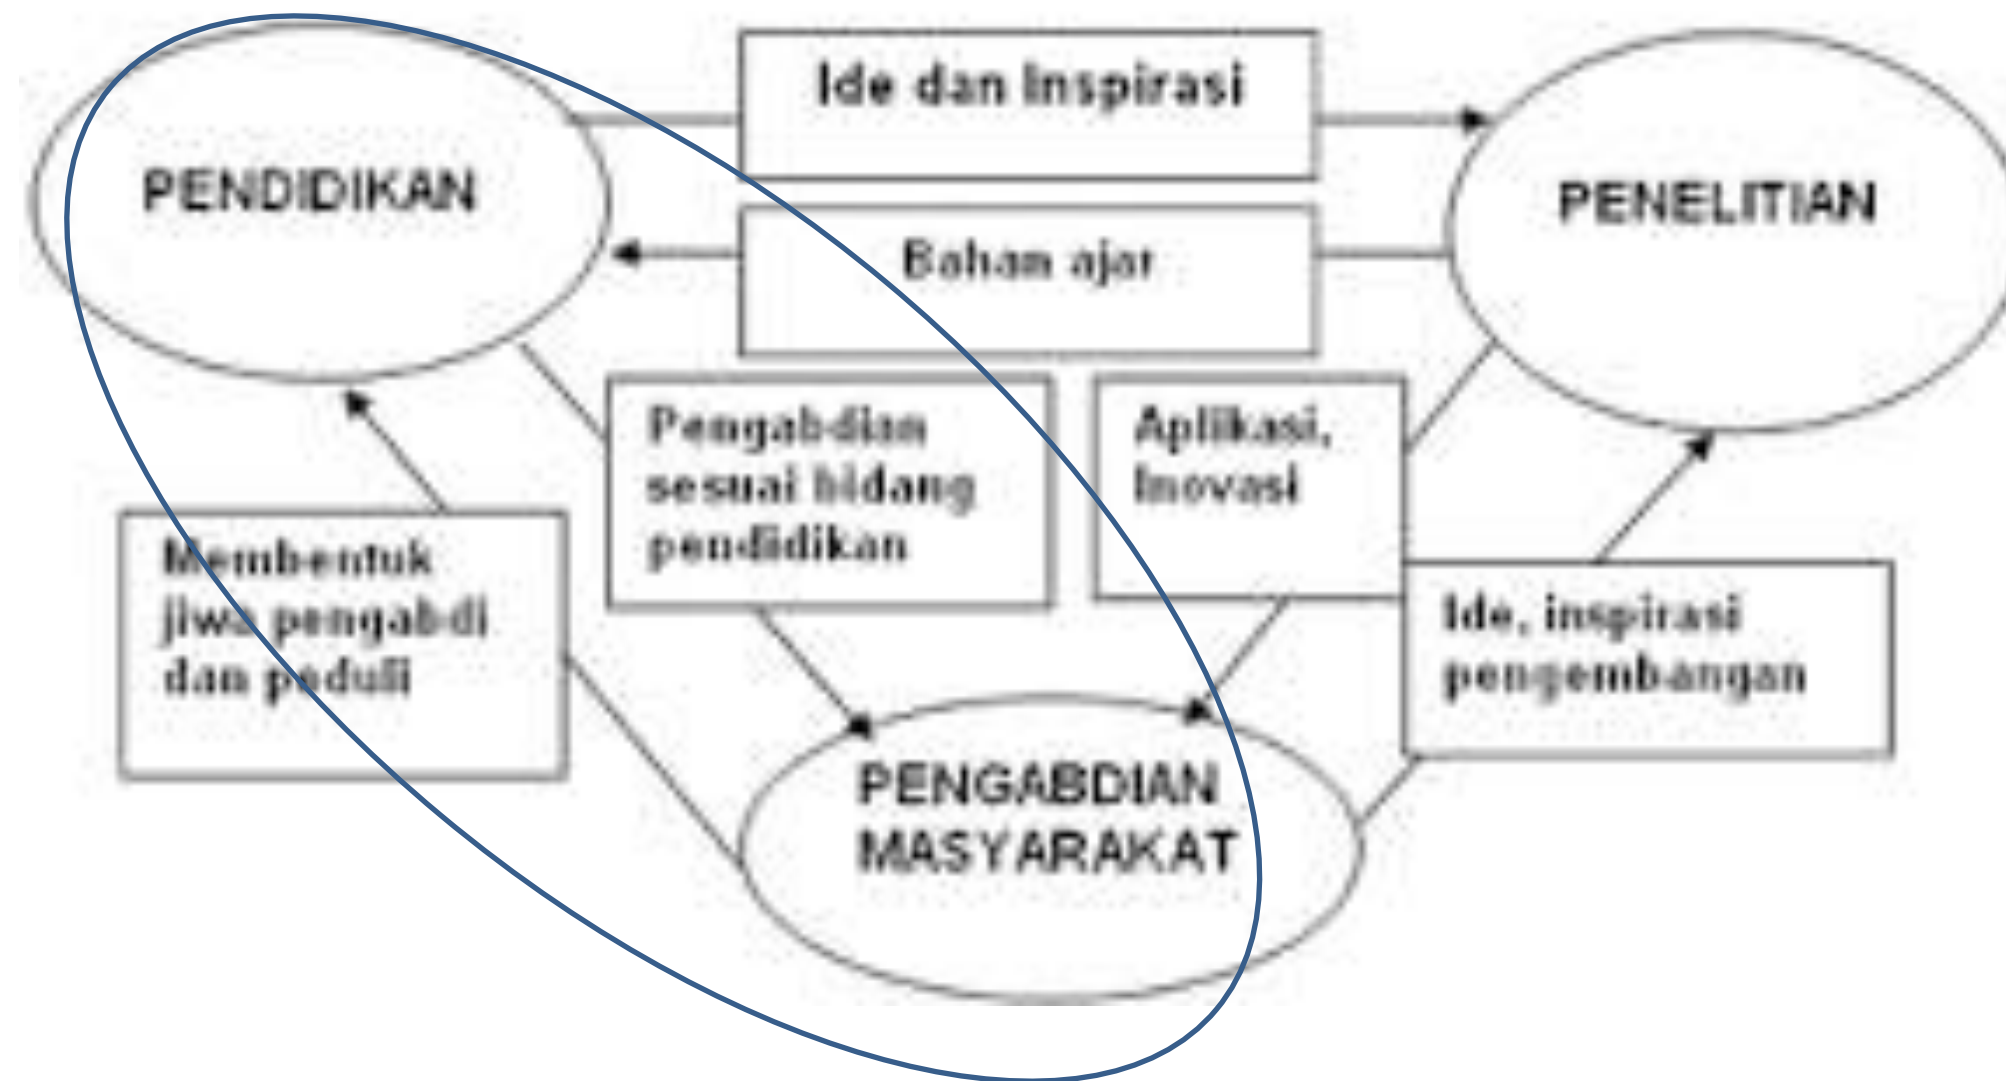 PENDIDIKAN
Ide dan Inspirasi
PENELITIAN
Bahan ajar
Pengabdian
sesuai bidang
pendidikan
Aplikasi,
Inovasi
Membentuk
jiwa pengabdi
dan peduli
Ide, inspirasi
pengembangan
PENGABDIAN
MASYARAKAT